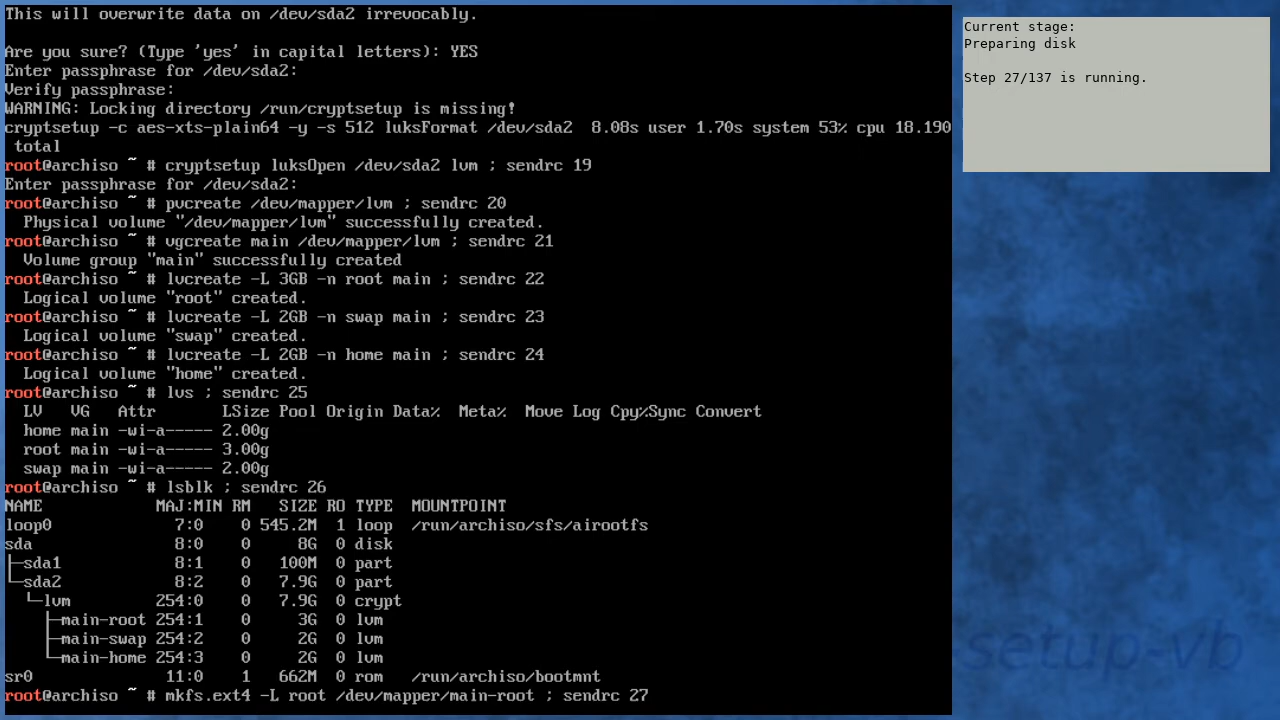 This will overwrite data on /dev/sda2 irrevocably.

Are you sure? (Type 'yes' in capital letters): YES
Enter passphrase for /dev/sda2:
Verify passphrase:
WARNING: Locking directory /run/cryptsetup is missing!
cryptsetup -c aes-xts-plain64 -y -s 512 luksFormat /dev/sda2  8.08s user 1.70s system 53% cpu 18.190
 total
root@archiso ~ # cryptsetup luksOpen /dev/sda2 lvm ; sendrc 19
Enter passphrase for /dev/sda2:
root@archiso ~ # pvcreate /dev/mapper/lvm ; sendrc 20
  Physical volume "/dev/mapper/lvm" successfully created.
root@archiso ~ # vgcreate main /dev/mapper/lvm ; sendrc 21
  Volume group "main" successfully created
root@archiso ~ # lvcreate -L 3GB -n root main ; sendrc 22
  Logical volume "root" created.
root@archiso ~ # lvcreate -L 2GB -n swap main ; sendrc 23
  Logical volume "swap" created.
root@archiso ~ # lvcreate -L 2GB -n home main ; sendrc 24
  Logical volume "home" created.
root@archiso ~ # lvs ; sendrc 25
  LV   VG   Attr       LSize Pool Origin Data%  Meta%  Move Log Cpy%Sync Convert
  home main -wi-a----- 2.00g
  root main -wi-a----- 3.00g
  swap main -wi-a----- 2.00g
root@archiso ~ # lsblk ; sendrc 26
NAME            MAJ:MIN RM   SIZE RO TYPE  MOUNTPOINT
loop0             7:0    0 545.2M  1 loop  /run/archiso/sfs/airootfs
sda               8:0    0     8G  0 disk
├─sda1            8:1    0   100M  0 part
└─sda2            8:2    0   7.9G  0 part
  └─lvm         254:0    0   7.9G  0 crypt
    ├─main-root 254:1    0     3G  0 lvm
    ├─main-swap 254:2    0     2G  0 lvm
    └─main-home 254:3    0     2G  0 lvm
sr0              11:0    1   662M  0 rom   /run/archiso/bootmnt
root@archiso ~ # mkfs.ext4 -L root /dev/mapper/main-root ; sendrc 27
Current stage:
Preparing disk

Step 27/137 is running.
setup-vb